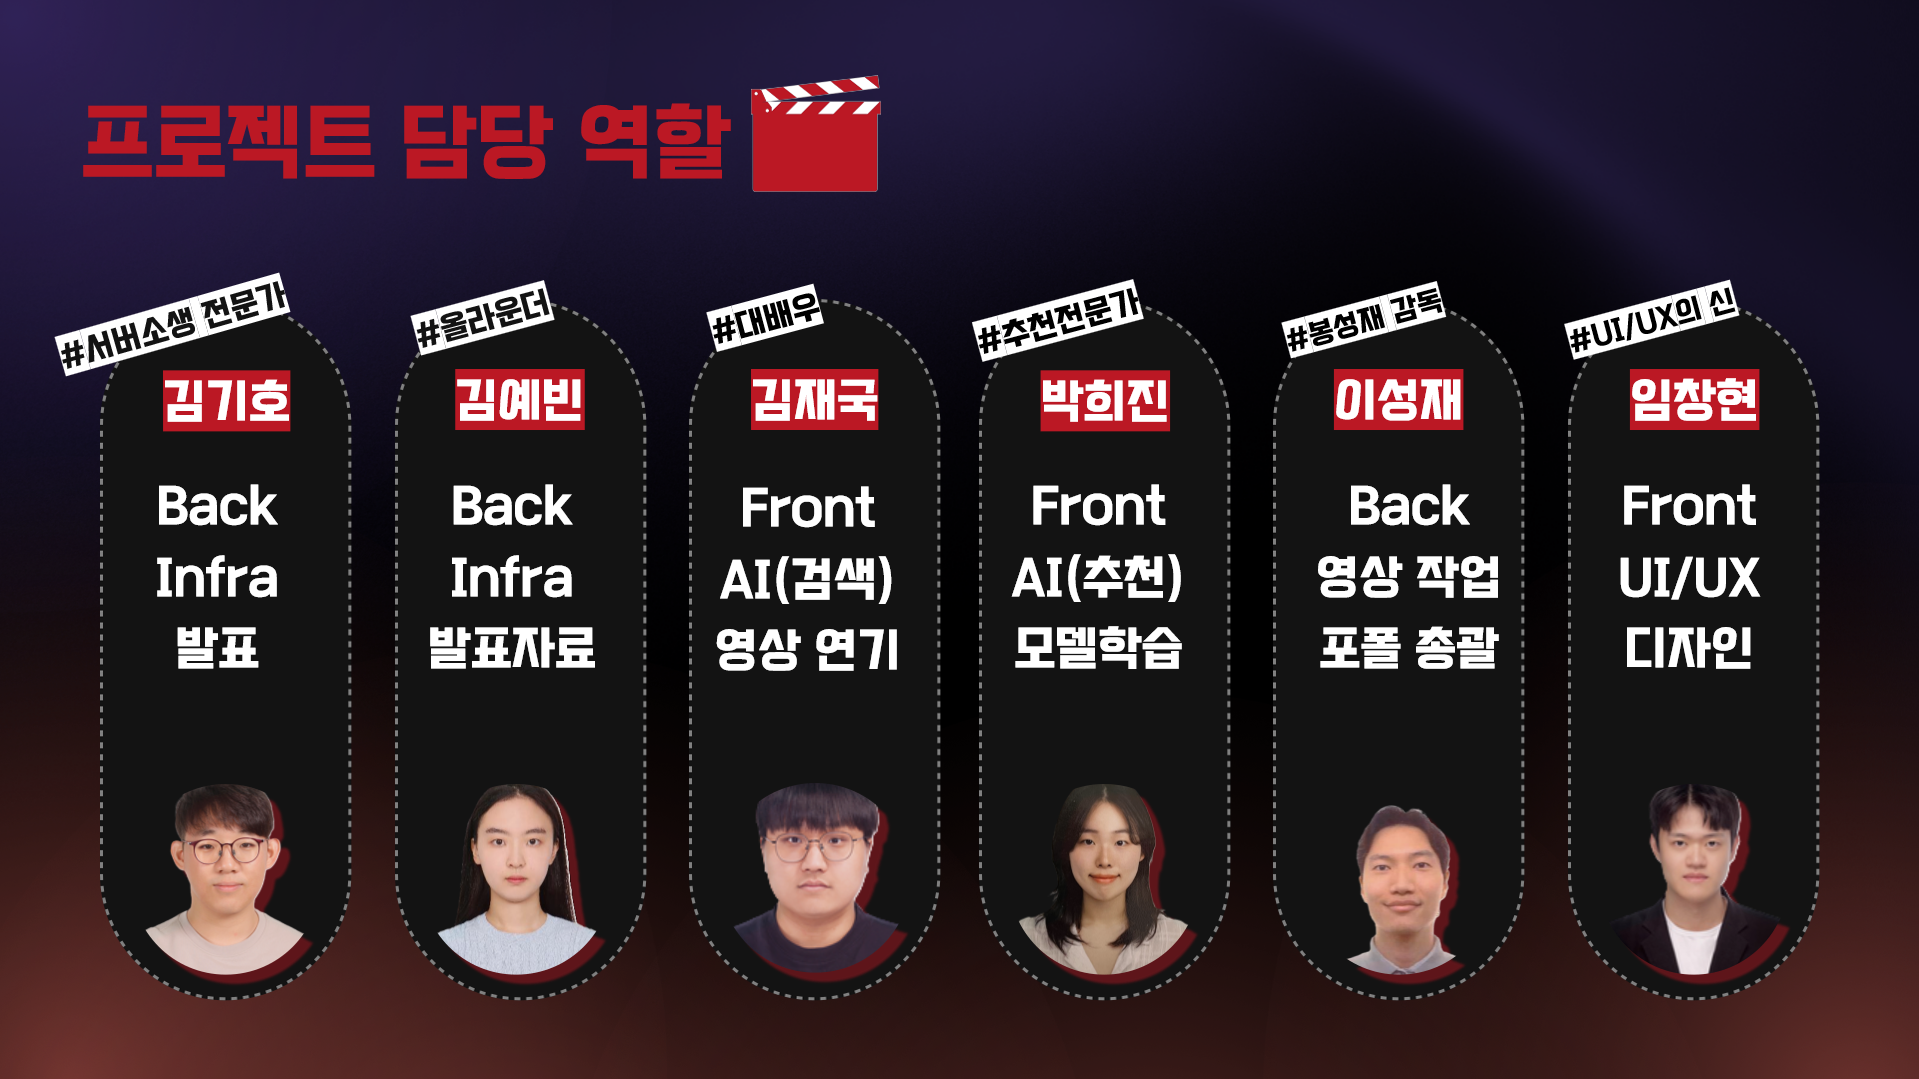 프로젝트 담당 역할
#서버소생 전문가
김기호
Back
Infra
발표
#올라운더
김예빈
Back
Infra
발표자료
#대배우
김재국
Front
AI(검색)
영상 연기
#추천전문가
박희진
Front
AI(추천)
모델학습
#봉성재 감독
이성재
Back
영상 작업
포폴 총괄
#UI/UX의 신
임창현
Front
UI/UX
디자인